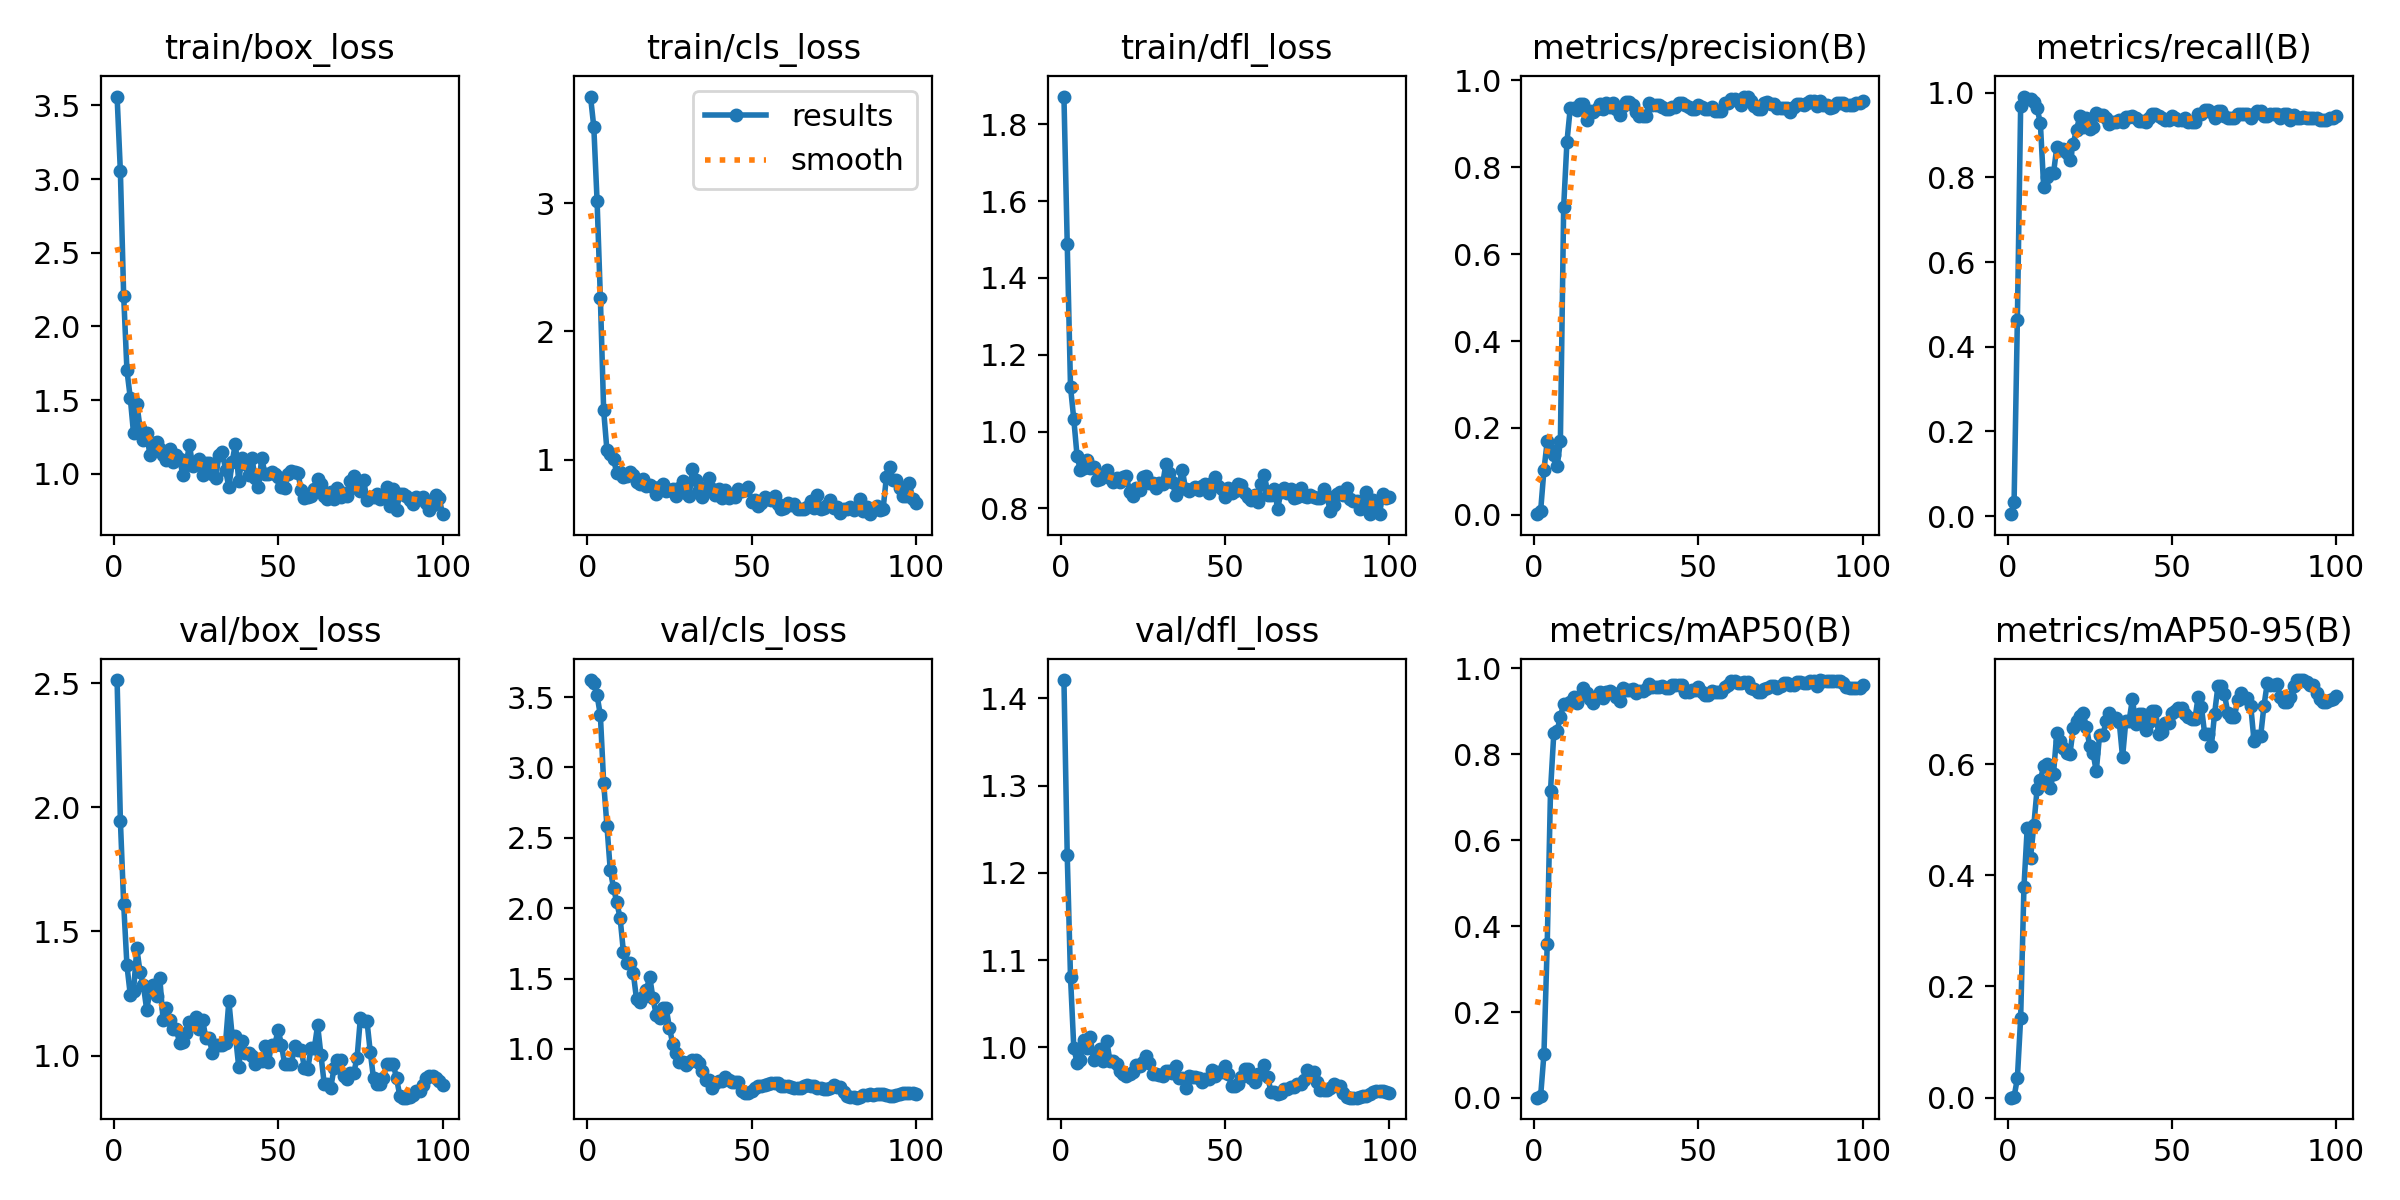 train/box_loss
3.5
3.0
2.5
2.0
1.5
1.0
0 50 100
train/cls_loss
results
smooth
3
2
1
0 50 100
train/dfl_loss
1.8
1.6
1.4
1.2
1.0
0.8
0 50 100
metrics/precision(B)
1.0
0.8
0.6
0.4
0.2
0.0
0 50 100
metrics/recall(B)
1.0
0.8
0.6
0.4
0.2
0.0
0 50 100
val/box_loss
2.5
2.0
1.5
1.0
0 50 100
val/cls_loss
3.5
3.0
2.5
2.0
1.5
1.0
0 50 100
val/dfl_loss
1.4
1.3
1.2
1.1
1.0
0 50 100
metrics/mAP50(B)
1.0
0.8
0.6
0.4
0.2
0.0
0 50 100
metrics/mAP50-95(B)
0.6
0.4
0.2
0.0
0 50 100